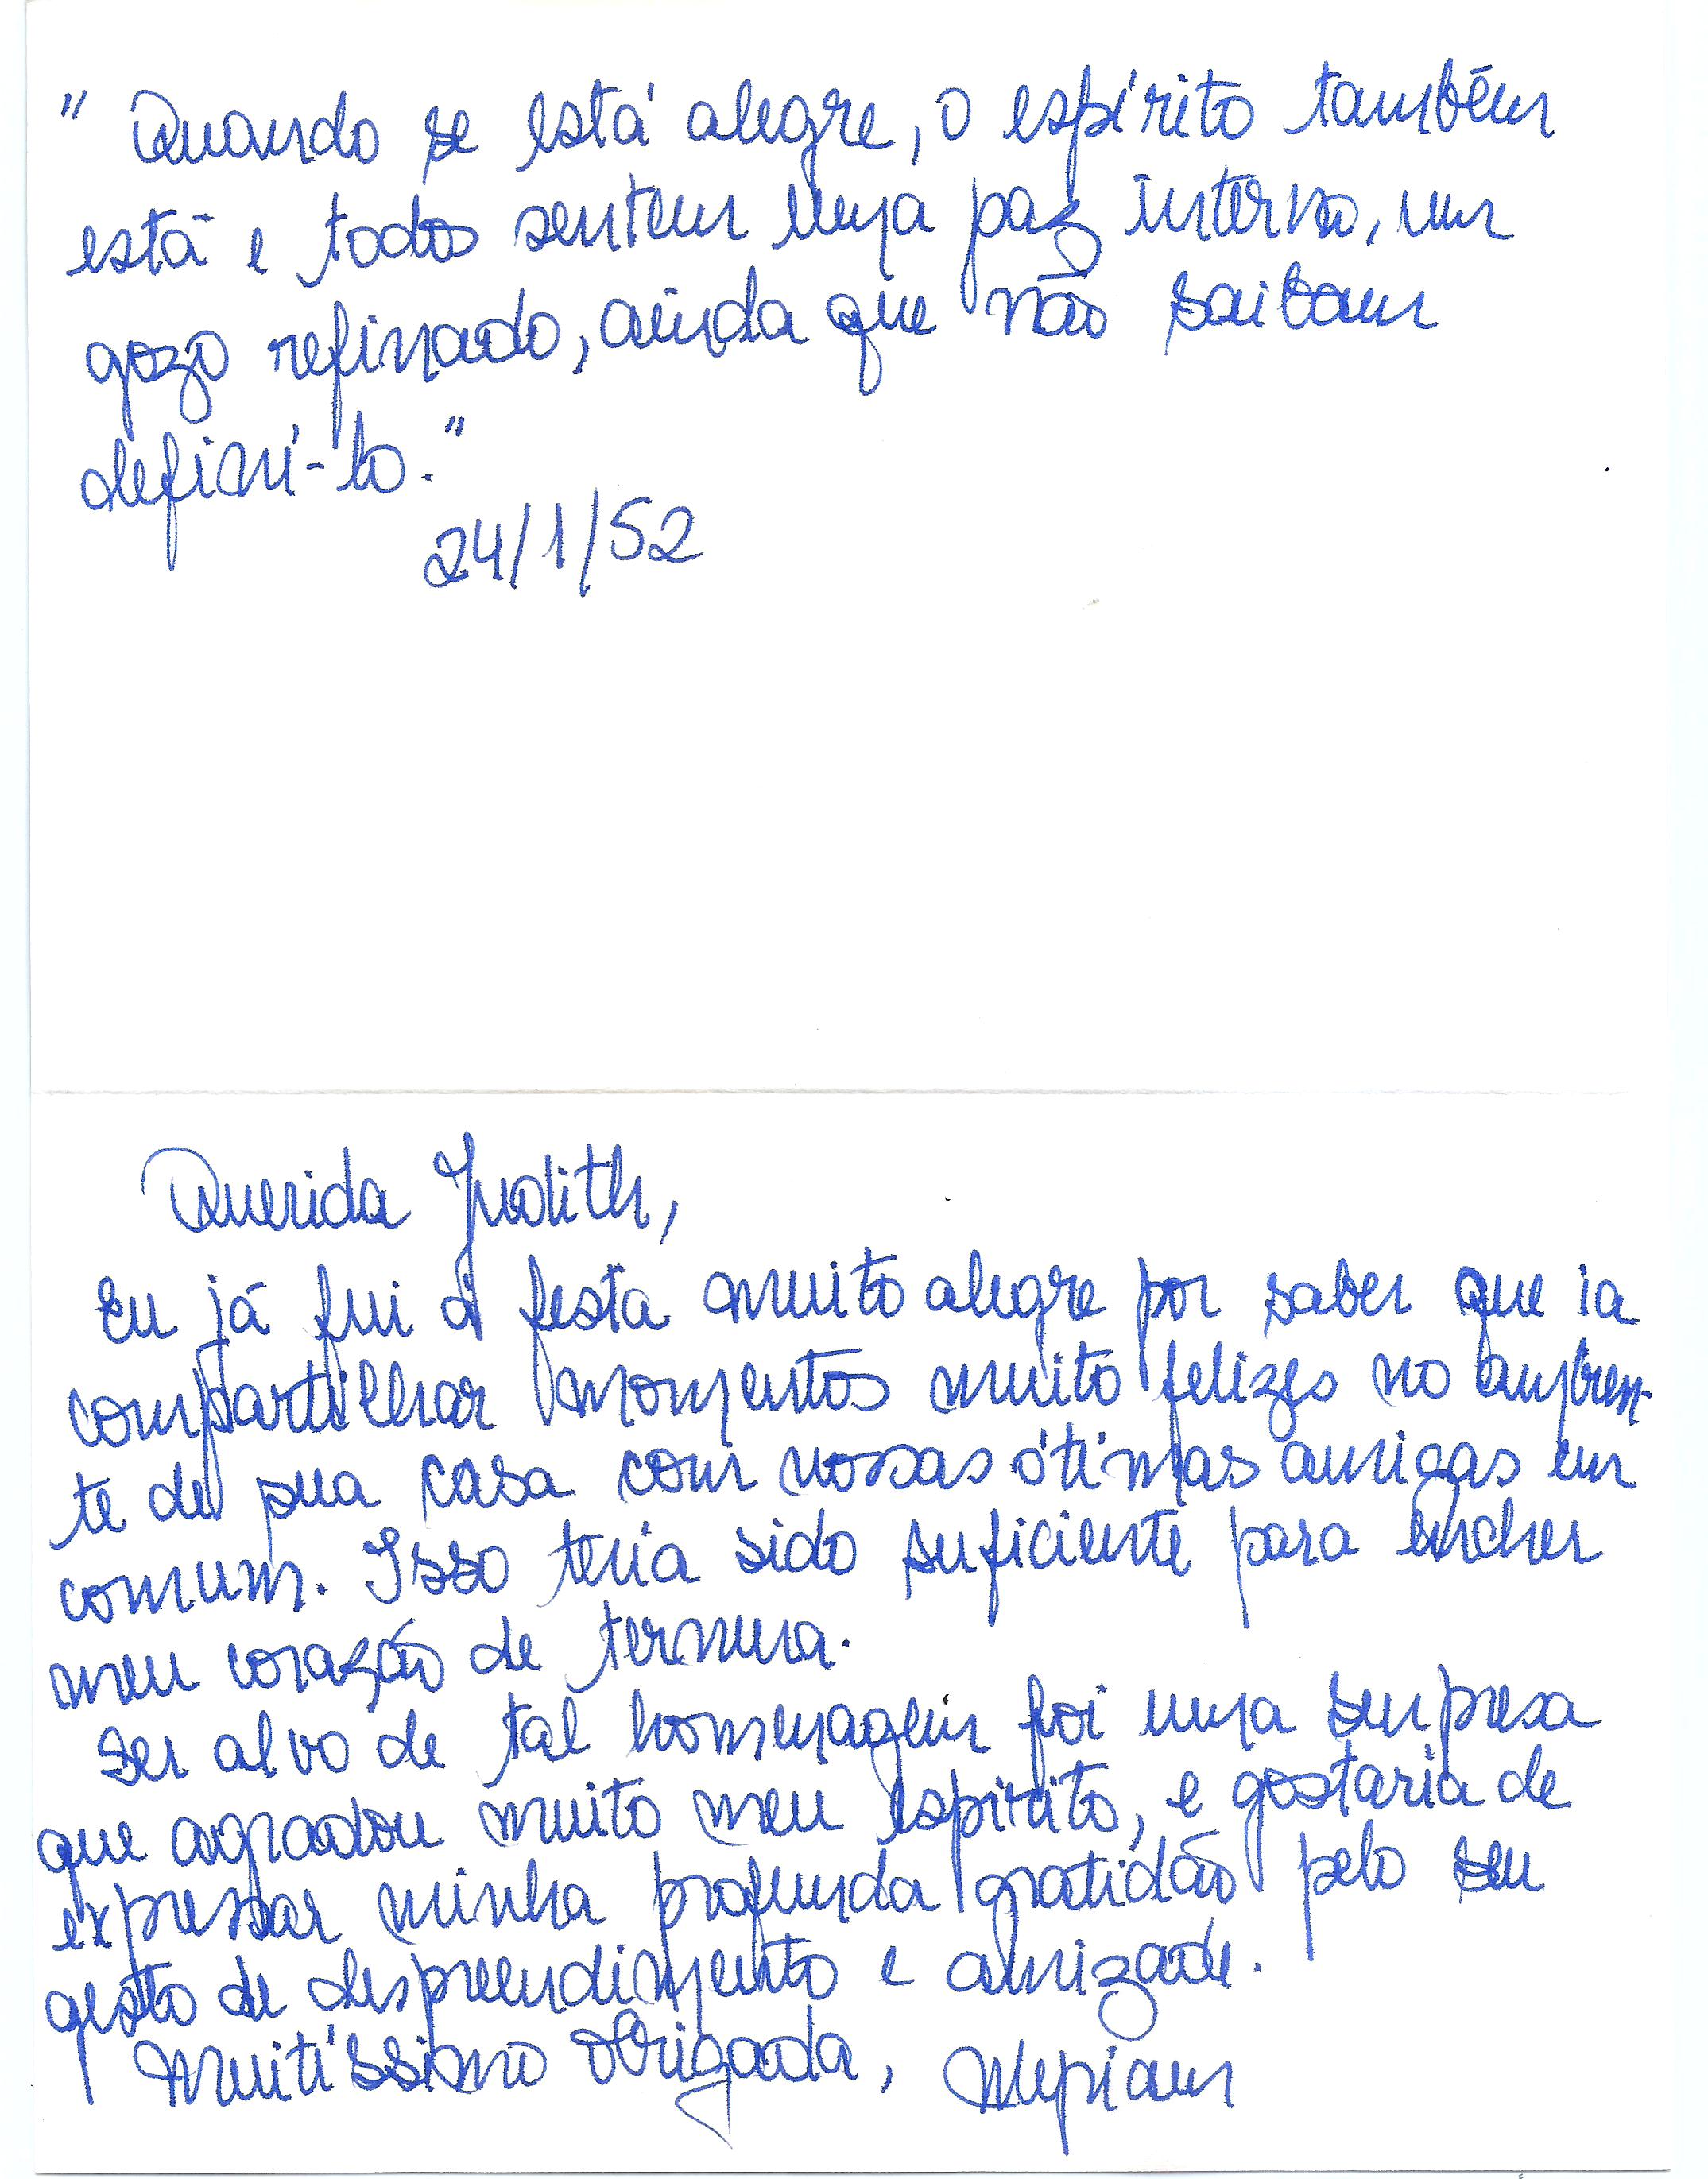 " Quando se está alegre, o espírito também
está e todos sentem uma paz interna, um
gozo refinado, ainda que não saibam
defini-lo."
24/1/52
Querida Judith,
Eu já fui à festa muito alegre por saber que ia
compartilhar momentos muito felizes no ambien-
te de sua casa com nossas ótimas amigas em
comum. Isso teria sido suficiente para encher
meu coração de ternura.
Ser alvo de tal homenagem foi uma surpresa
que agradou muito meu espírito, e gostaria de
expressar minha profunda gratidão pelo seu
gesto de desprendimento e amizade.
Muitíssimo obrigada,